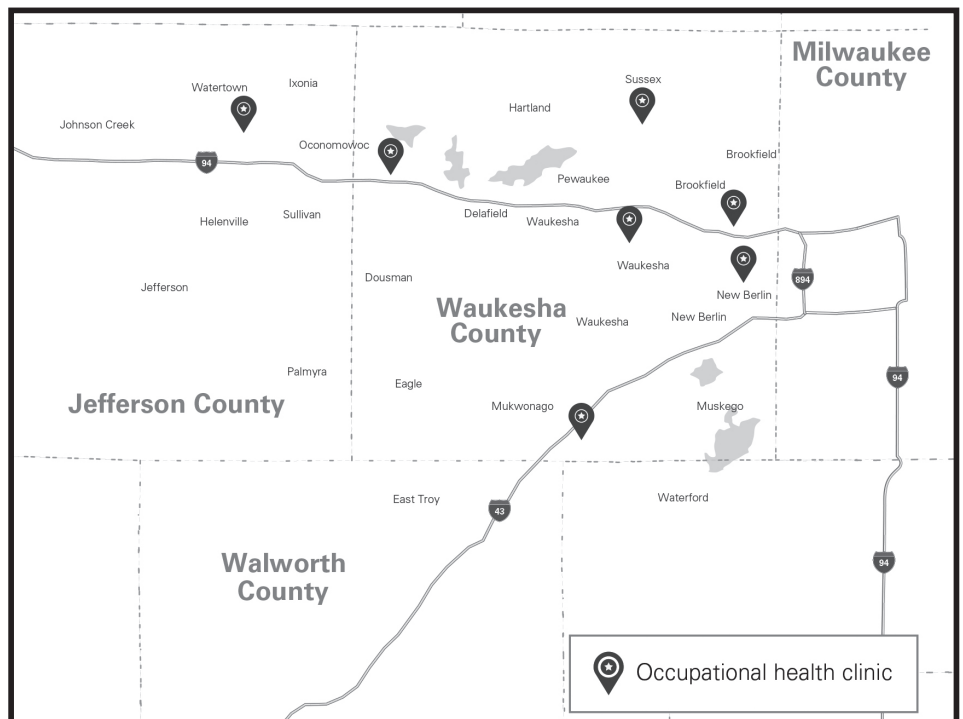 Milwaukee
County
Sussex
Watertown
Ixonia
Hartland
Johnson Creek
Oconomowoc
Brookfield
94
Pewaukee
Brookfield
Helenville
Sullivan
Delafield
Waukesha
Waukesha
894
Jefferson
Dousman
New Berlin
Waukesha
County
Waukesha
New Berlin
Palmyra
Eagle
94
Jefferson County
Mukwonago
Muskego
East Troy
43
Waterford
Walworth
County
94
Occupational health clinic